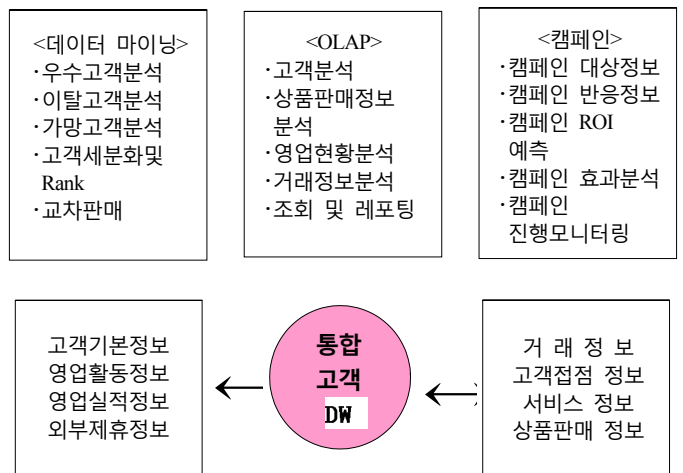 <데이터 마이닝>
·우수고객분석
·이탈고객분석
·가망고객분석
·고객세분화및
Rank
·교차판매
<OLAP>
·고객분석
·상품판매정보
분석
·영업현황분석
·거래정보분석
·조회 및 레포팅
<캠페인>
·캠페인 대상정보
·캠페인 반응정보
·캠페인 ROI
예측
·캠페인 효과분석
·캠페인
진행모니터링
고객기본정보
영업활동정보
영업실적정보
외부제휴정보
통합
고객
DW
거 래 정 보
고객접점 정보
서비스 정보
상품판매 정보